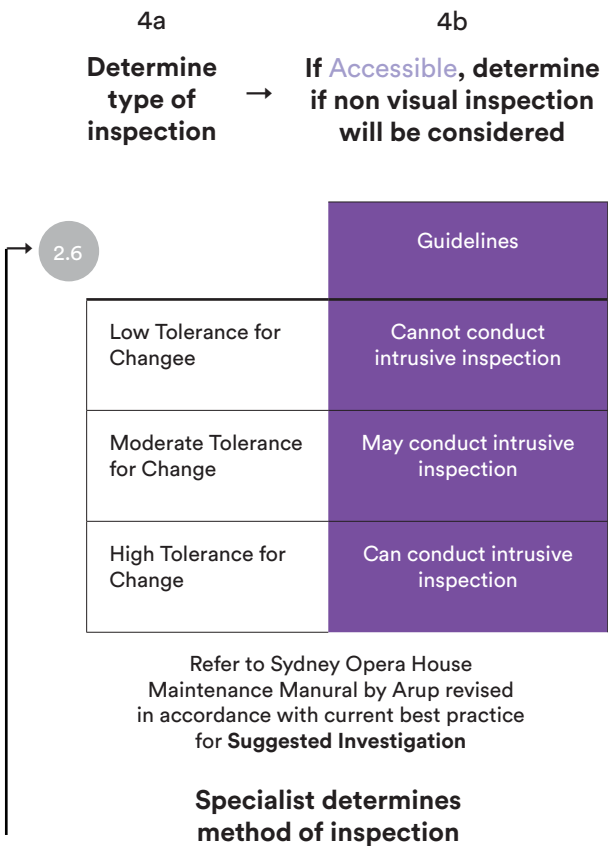 4a
Determine
type of
inspection
→
4b
If Accessible, determine
if non visual inspection
will be considered
2.6
Guidelines
Low Tolerance for
Changee
Cannot conduct
intrusive inspection
Moderate Tolerance
for Change
May conduct intrusive
inspection
High Tolerance for
Change
Can conduct intrusive
inspection
Refer to Sydney Opera House
Maintenance Manural by Arup revised
in accordance with current best practice
for Suggested Investigation
Specialist determines
method of inspection